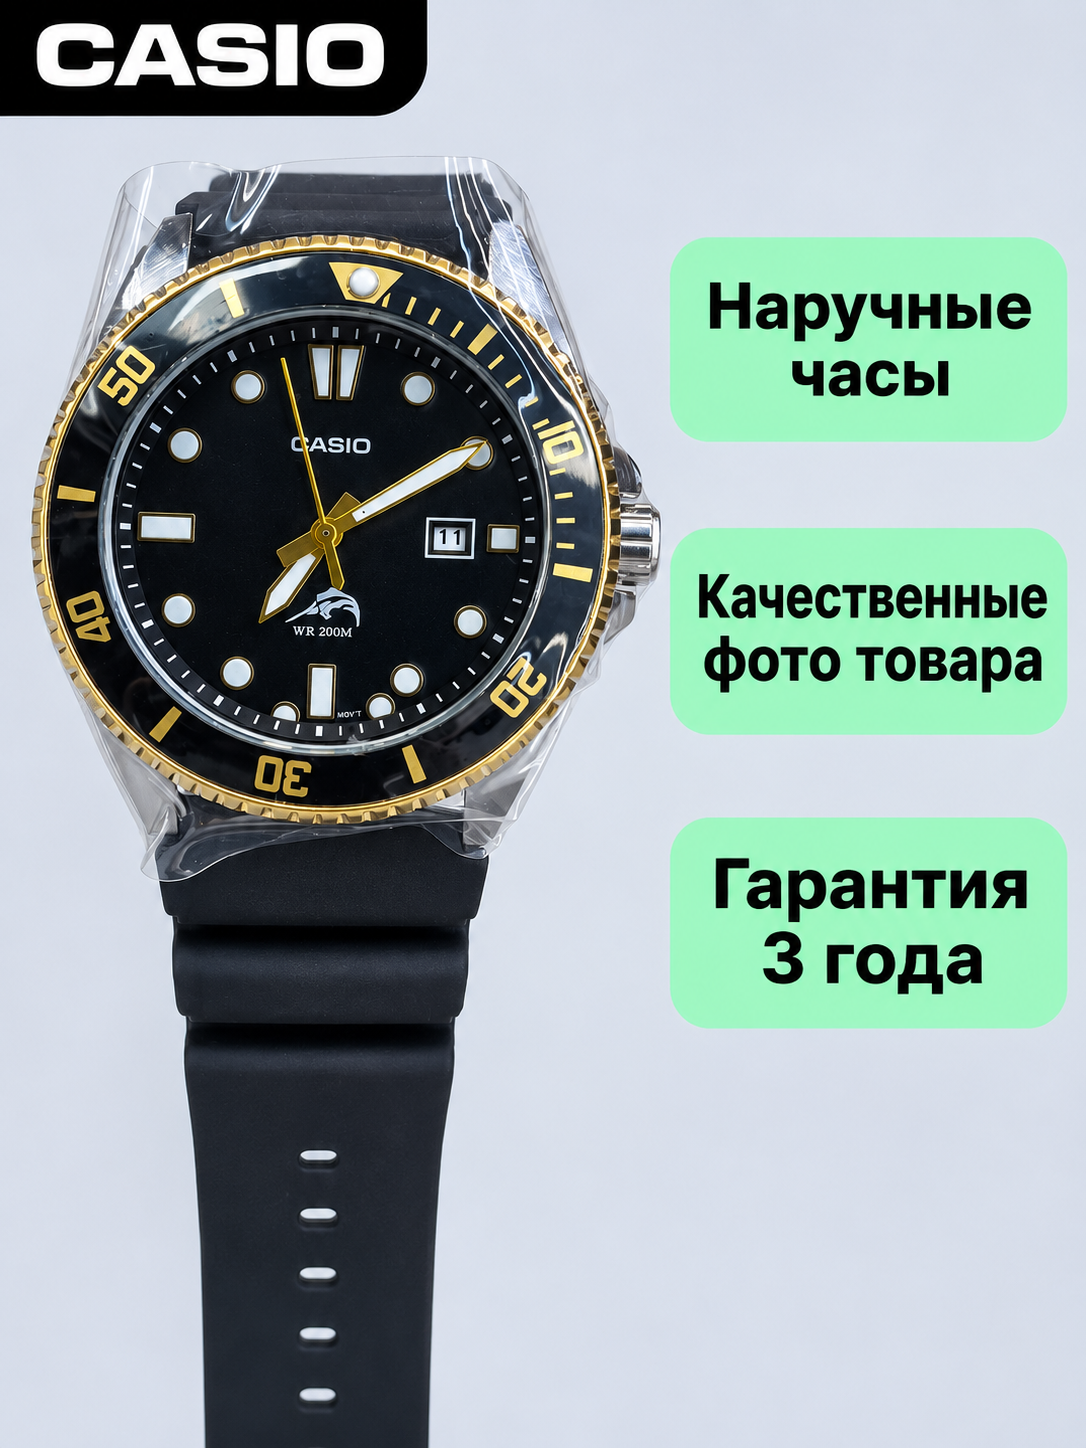 CASIO
Наручные
часы
Качественные
фото товара
Гарантия
3 года
50
10
40
20
30
CASIO
11
WR 200M
MOV'T